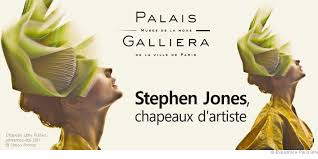 PALAIS
MUSÉE DE LA MODE
GALLIERA
DE LA VILLE DE PARIS
Stephen Jones,
chapeaux d'artiste